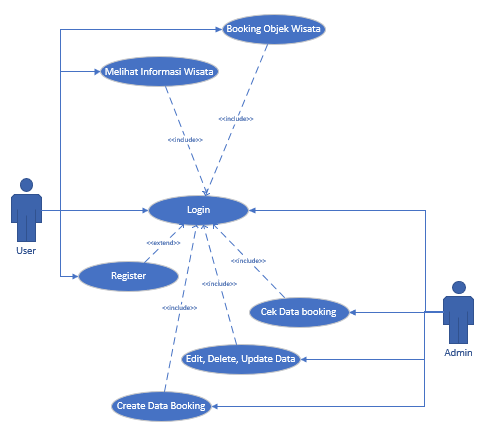 Booking Objek Wisata
Melihat Informasi Wisata
<<include>>
<<include>>
Login
User
<<extend>>
<<include>>
Register
<<include>>
<<include>>
Cek Data booking
Admin
Edit, Delete, Update Data
Create Data Booking